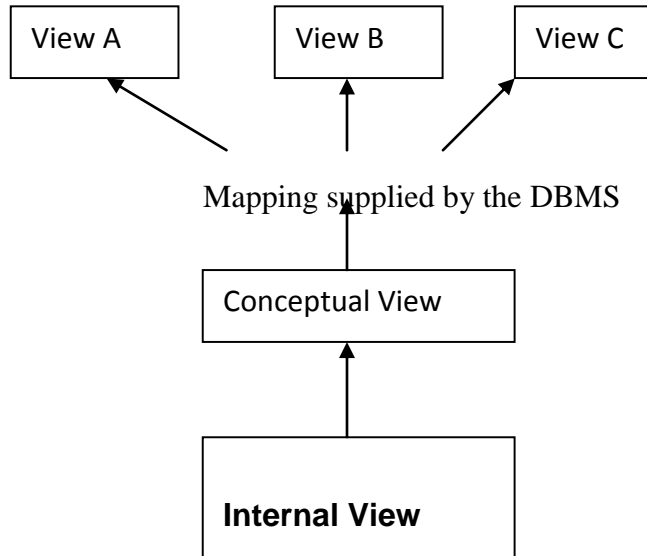 View A
View B
View C
Mapping supplied by the DBMS
Conceptual View
Internal View